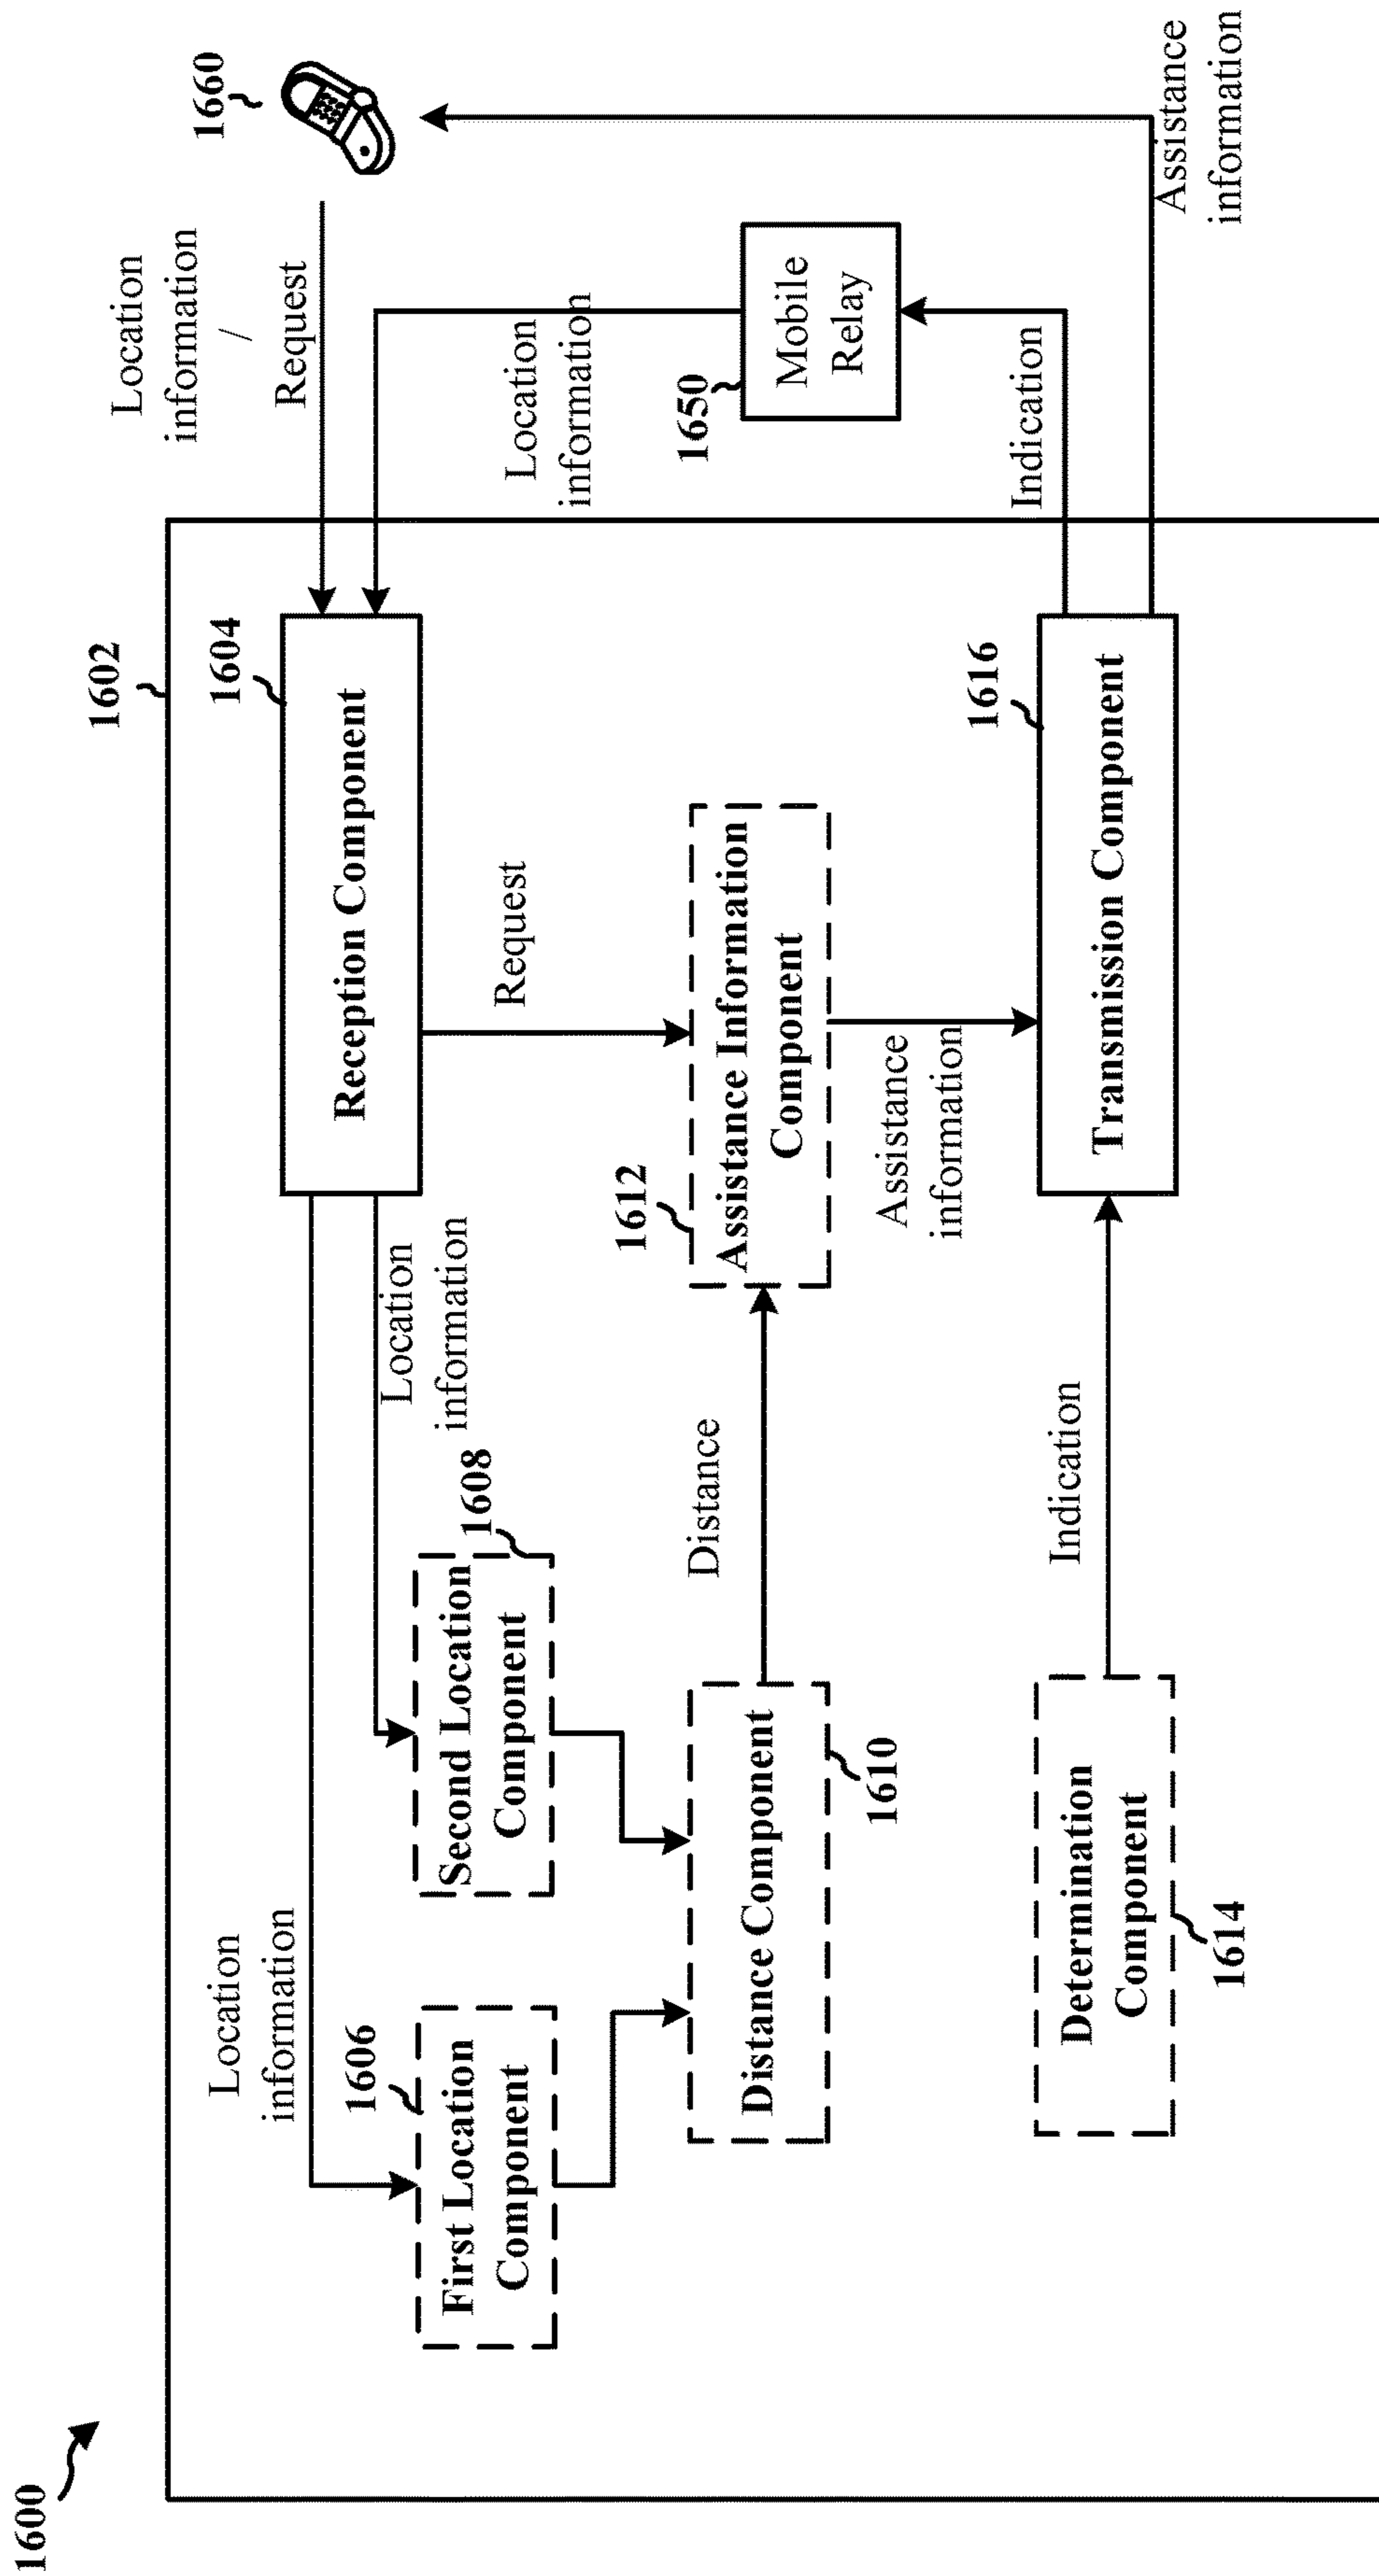 1600
1602
1660
Location
information
/
Request
1604
Reception Component
Location
information
1606
First Location
Component
1608
Second Location
Component
Location
information
Request
Location
information
1650
Mobile
Relay
1612
Assistance Information
Component
Distance
Distance Component
1610
Assistance
information
1616
Transmission Component
Indication
Indication
Determination
Component
1614
Assistance
information